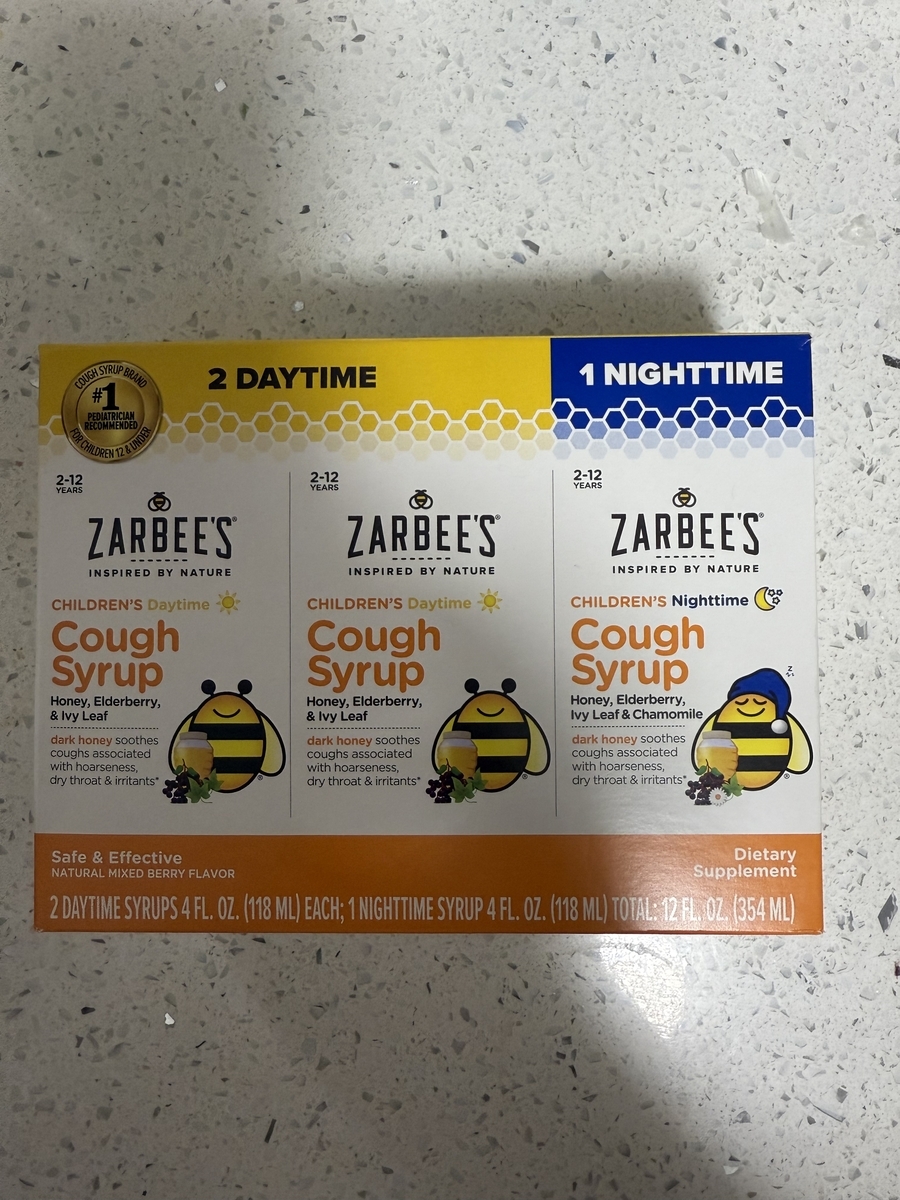 2 DAYTIME
1 NIGHTTIME
COUGH SYRUP BRAND
#1
PEDIATRICIAN
RECOMMENDED
FOR CHILDREN 12 & UNDER
2-12
YEARS
ZARBEE'S®
INSPIRED BY NATURE
CHILDREN'S Daytime
Cough
Syrup
Honey, Elderberry,
& Ivy Leaf
dark honey soothes
coughs associated
with hoarseness,
dry throat & irritants*
®
2-12
YEARS
ZARBEE'S®
INSPIRED BY NATURE
CHILDREN'S Daytime
Cough
Syrup
Honey, Elderberry,
& Ivy Leaf
dark honey soothes
coughs associated
with hoarseness,
dry throat & irritants*
®
2-12
YEARS
ZARBEE'S®
INSPIRED BY NATURE
CHILDREN'S Nighttime
Cough
Syrup
Honey, Elderberry,
Ivy Leaf & Chamomile
dark honey soothes
coughs associated
with hoarseness,
dry throat & irritants*
®
Safe & Effective
NATURAL MIXED BERRY FLAVOR
Dietary
Supplement
2 DAYTIME SYRUPS 4 FL. OZ. (118 ML) EACH; 1 NIGHTTIME SYRUP 4 FL. OZ. (118 ML) TOTAL: 12 FL. OZ. (354 ML)